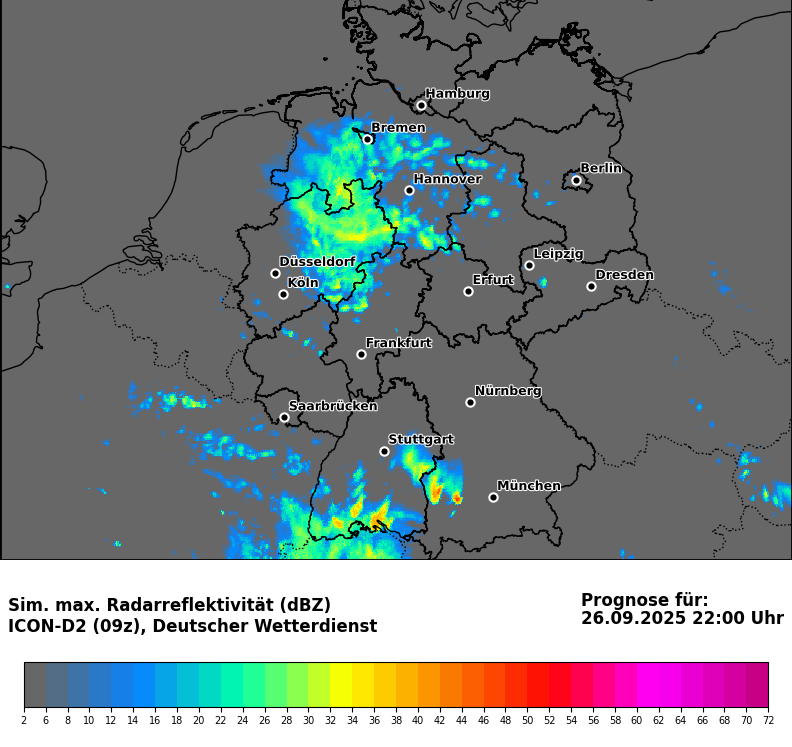 Hamburg
Bremen
Berlin
Hannover
Leipzig
Düsseldorf
Dresden
Köln
Erfurt
Frankfurt
Nürnberg
Saarbrücken
Stuttgart
München
Sim. max. Radarreflektivität (dBZ)
ICON-D2 (09z), Deutscher Wetterdienst
Prognose für:
26.09.2025 22:00 Uhr
2 6 8 10 12 14 16 18 20 22 24 26 28 30 32 34 36 38 40 42 44 46 48 50 52 54 56 58 60 62 64 66 68 70 72